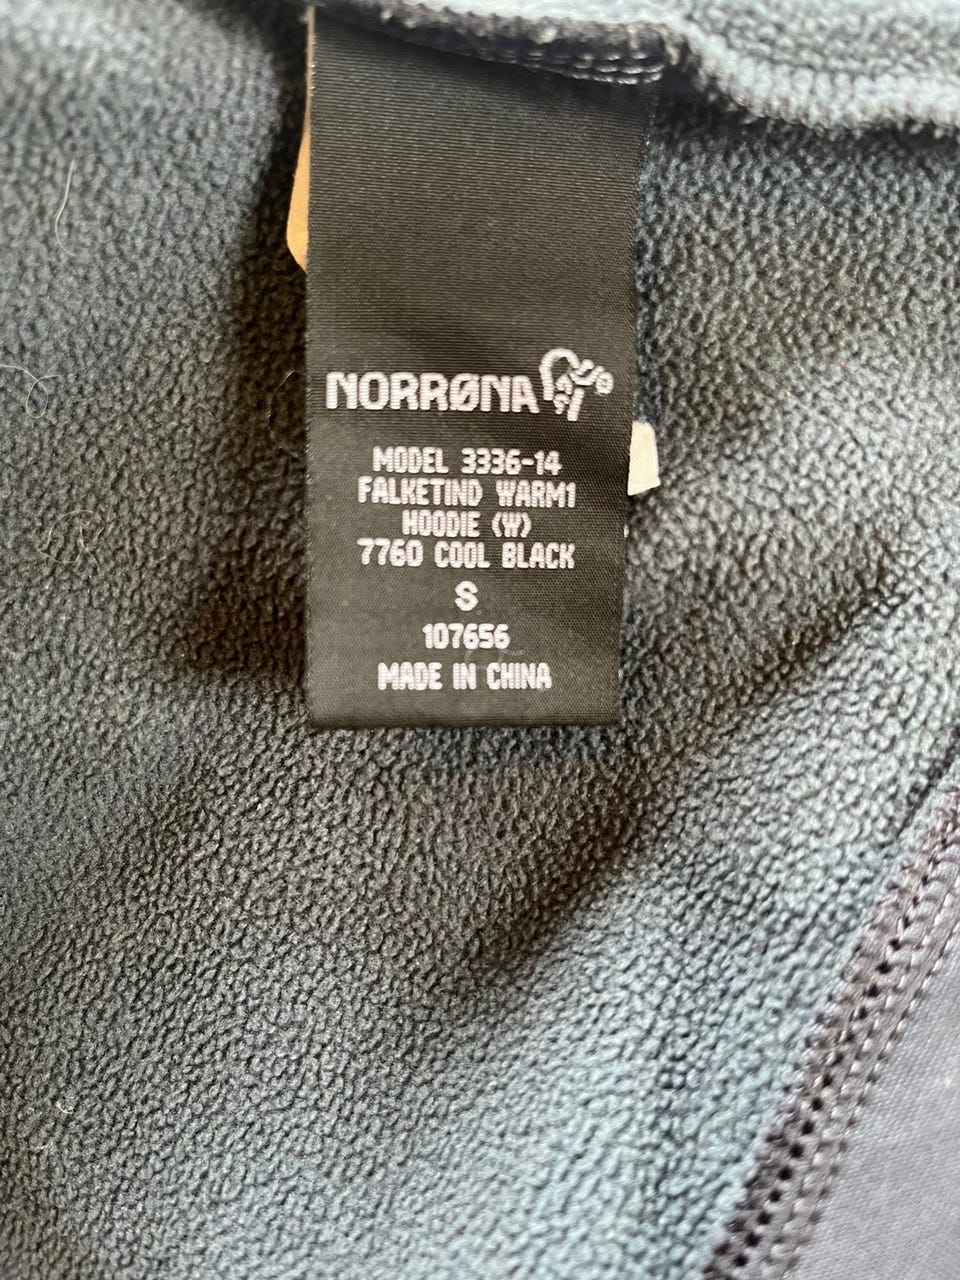 NORRØNA
MODEL 3336-14
FALKETIND WARM1
HOODIE (W)
7760 COOL BLACK
S
107656
MADE IN CHINA